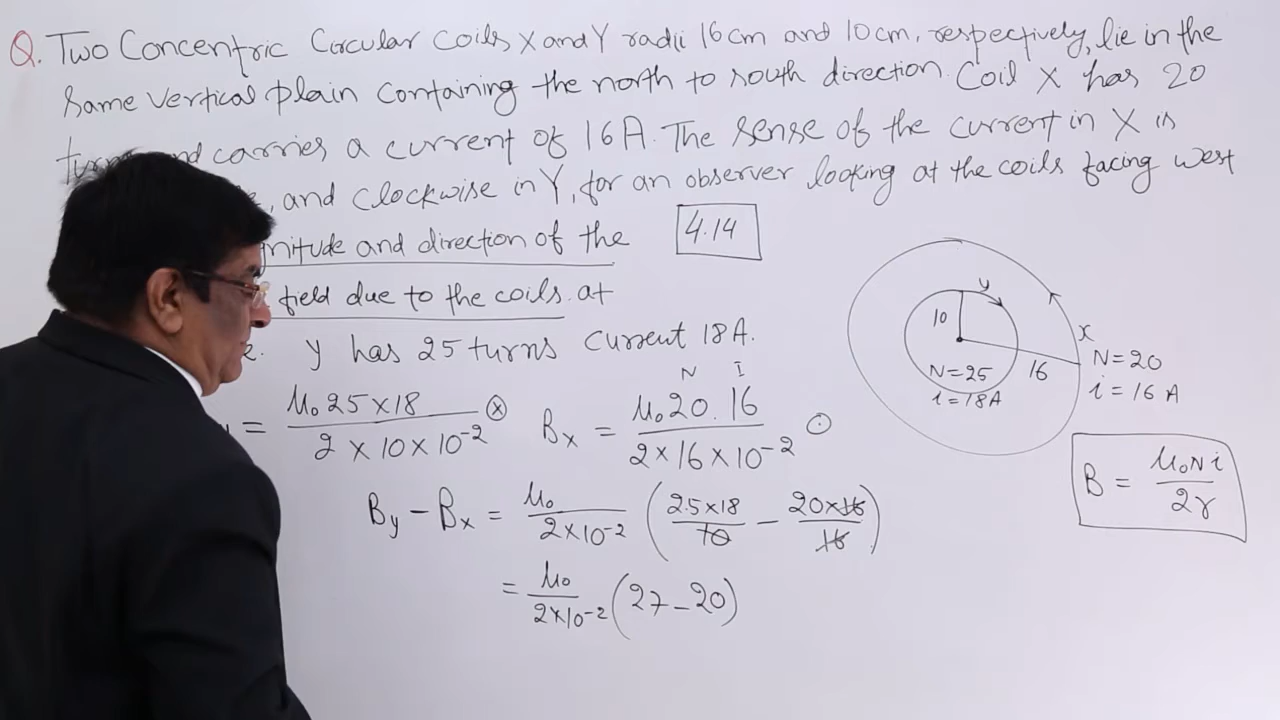 Q. Two Concentric Circular coils X and Y radii 16 cm and 10 cm, respectively, lie in the
same vertical plain containing the north to south direction. Coil X has 20
turns and carries a current of 16 A. The sense of the current in X is
, and clockwise in Y, for an observer looking at the coils facing west
nitude and direction of the
field due to the coils at
4.14
Y has 25 turns current 18A.
N I
= μ₀ 25 × 18 / 2 × 10 × 10⁻² ⊗
Bx = μ₀ 20 . 16 / 2 × 16 × 10⁻² ⊙
By − Bx = μ₀ / 2×10⁻² (25×18 / 10 − 20×16 / 16)
= μ₀ / 2×10⁻² (27 − 20)
y
10
x
N=25
i=18A
16
N=20
i = 16 A
B = μ₀Ni / 2r